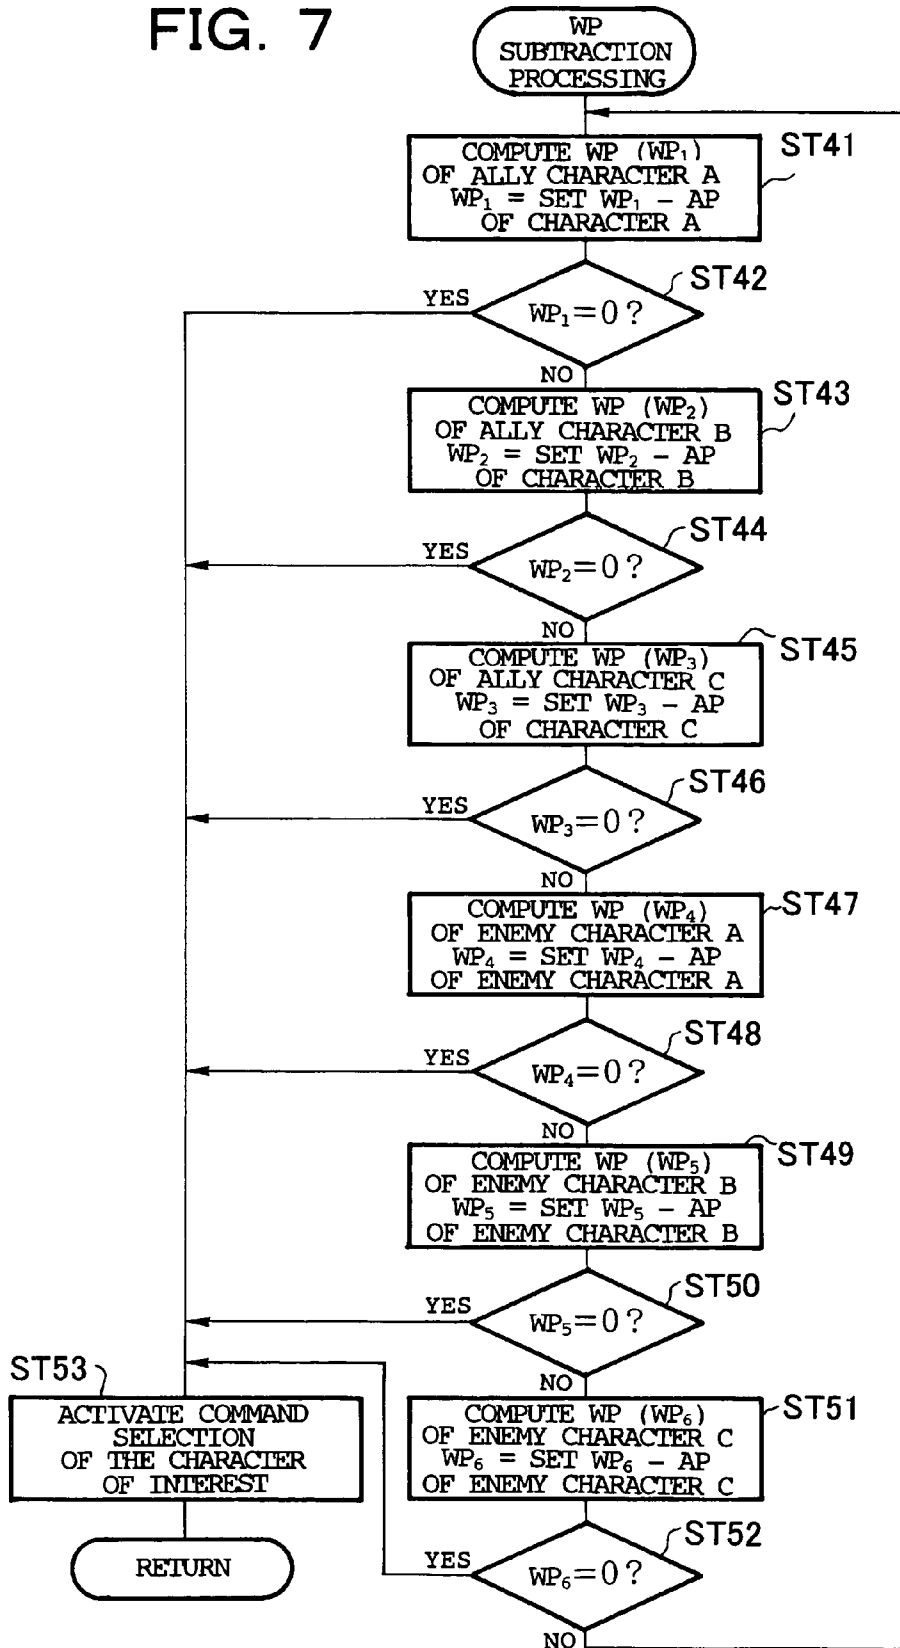 FIG. 7
WP
SUBTRACTION
PROCESSING
COMPUTE WP (WP₁)
OF ALLY CHARACTER A
WP₁ = SET WP₁ − AP
OF CHARACTER A
ST41
ST42
YES
WP₁=0?
NO
COMPUTE WP (WP₂)
OF ALLY CHARACTER B
WP₂ = SET WP₂ − AP
OF CHARACTER B
ST43
ST44
YES
WP₂=0?
NO
COMPUTE WP (WP₃)
OF ALLY CHARACTER C
WP₃ = SET WP₃ − AP
OF CHARACTER C
ST45
ST46
YES
WP₃=0?
NO
COMPUTE WP (WP₄)
OF ENEMY CHARACTER A
WP₄ = SET WP₄ − AP
OF ENEMY CHARACTER A
ST47
ST48
YES
WP₄=0?
NO
COMPUTE WP (WP₅)
OF ENEMY CHARACTER B
WP₅ = SET WP₅ − AP
OF ENEMY CHARACTER B
ST49
ST50
YES
WP₅=0?
NO
COMPUTE WP (WP₆)
OF ENEMY CHARACTER C
WP₆ = SET WP₆ − AP
OF ENEMY CHARACTER C
ST51
ST52
YES
WP₆=0?
NO
ST53
ACTIVATE COMMAND
SELECTION
OF THE CHARACTER
OF INTEREST
RETURN